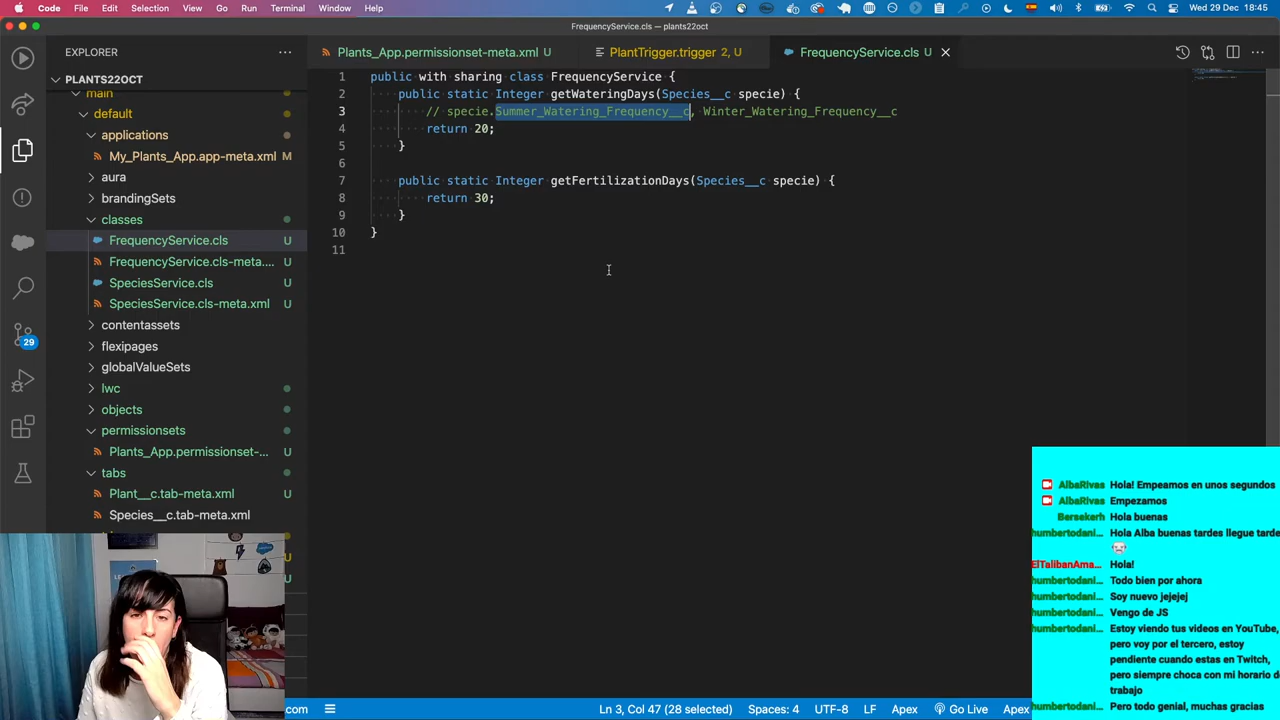 Code File Edit Selection View Go Run Terminal Window Help
Wed 29 Dec 18:45
FrequencyService.cls — plants22oct
EXPLORER
PLANTS22OCT
main
default
applications
My_Plants_App.app-meta.xml M
aura
brandingSets
classes
FrequencyService.cls U
FrequencyService.cls-meta.... U
SpeciesService.cls U
SpeciesService.cls-meta.xml U
contentassets
flexipages
globalValueSets
lwc
objects
permissionsets
Plants_App.permissionset-... U
tabs
Plant__c.tab-meta.xml U
Species__c.tab-meta.xml
29
Plants_App.permissionset-meta.xml U
PlantTrigger.trigger 2, U
FrequencyService.cls U
1 public with sharing class FrequencyService {
2 public static Integer getWateringDays(Species__c specie) {
3 // specie.Summer_Watering_Frequency__c, Winter_Watering_Frequency__c
4 return 20;
5 }
6
7 public static Integer getFertilizationDays(Species__c specie) {
8 return 30;
9 }
10 }
11
AlbaRivas Hola! Empeamos en unos segundos
AlbaRivas Empezamos
Bersekerh Hola buenas
humbertodani... Hola Alba buenas tardes llegue tarde
ElTalibanAma... Hola!
humbertodani... Todo bien por ahora
humbertodani... Soy nuevo jejejej
humbertodani... Vengo de JS
humbertodani... Estoy viendo tus videos en YouTube,
pero voy por el tercero, estoy
pendiente cuando estas en Twitch,
pero siempre choca con mi horario de
trabajo
humbertodani... Pero todo genial, muchas gracias
.com
Ln 3, Col 47 (28 selected) Spaces: 4 UTF-8 LF Apex Go Live Apex